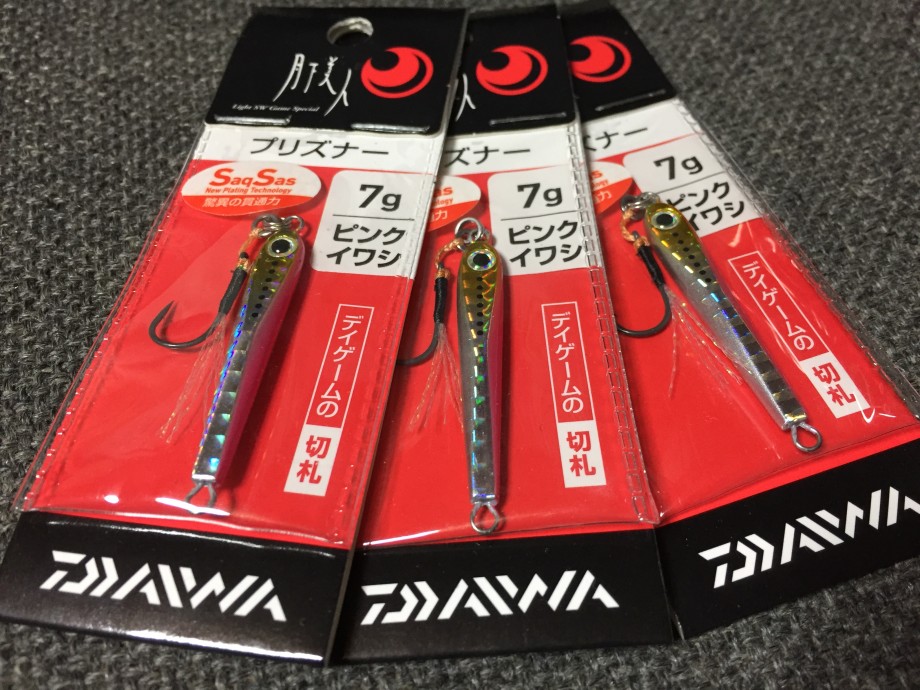 月下美人
Light SW Game Special
プリズナー
SaqSas
New Plating Technology
驚異の貫通力
7g
ピンク
イワシ
デイゲームの
切札
DAIWA
人
ズナー
力
7g
ピンク
イワシ
デイゲームの
切札
DAIWA
ナー
7g
ピンク
イワシ
デイゲームの
切札
DAIWA